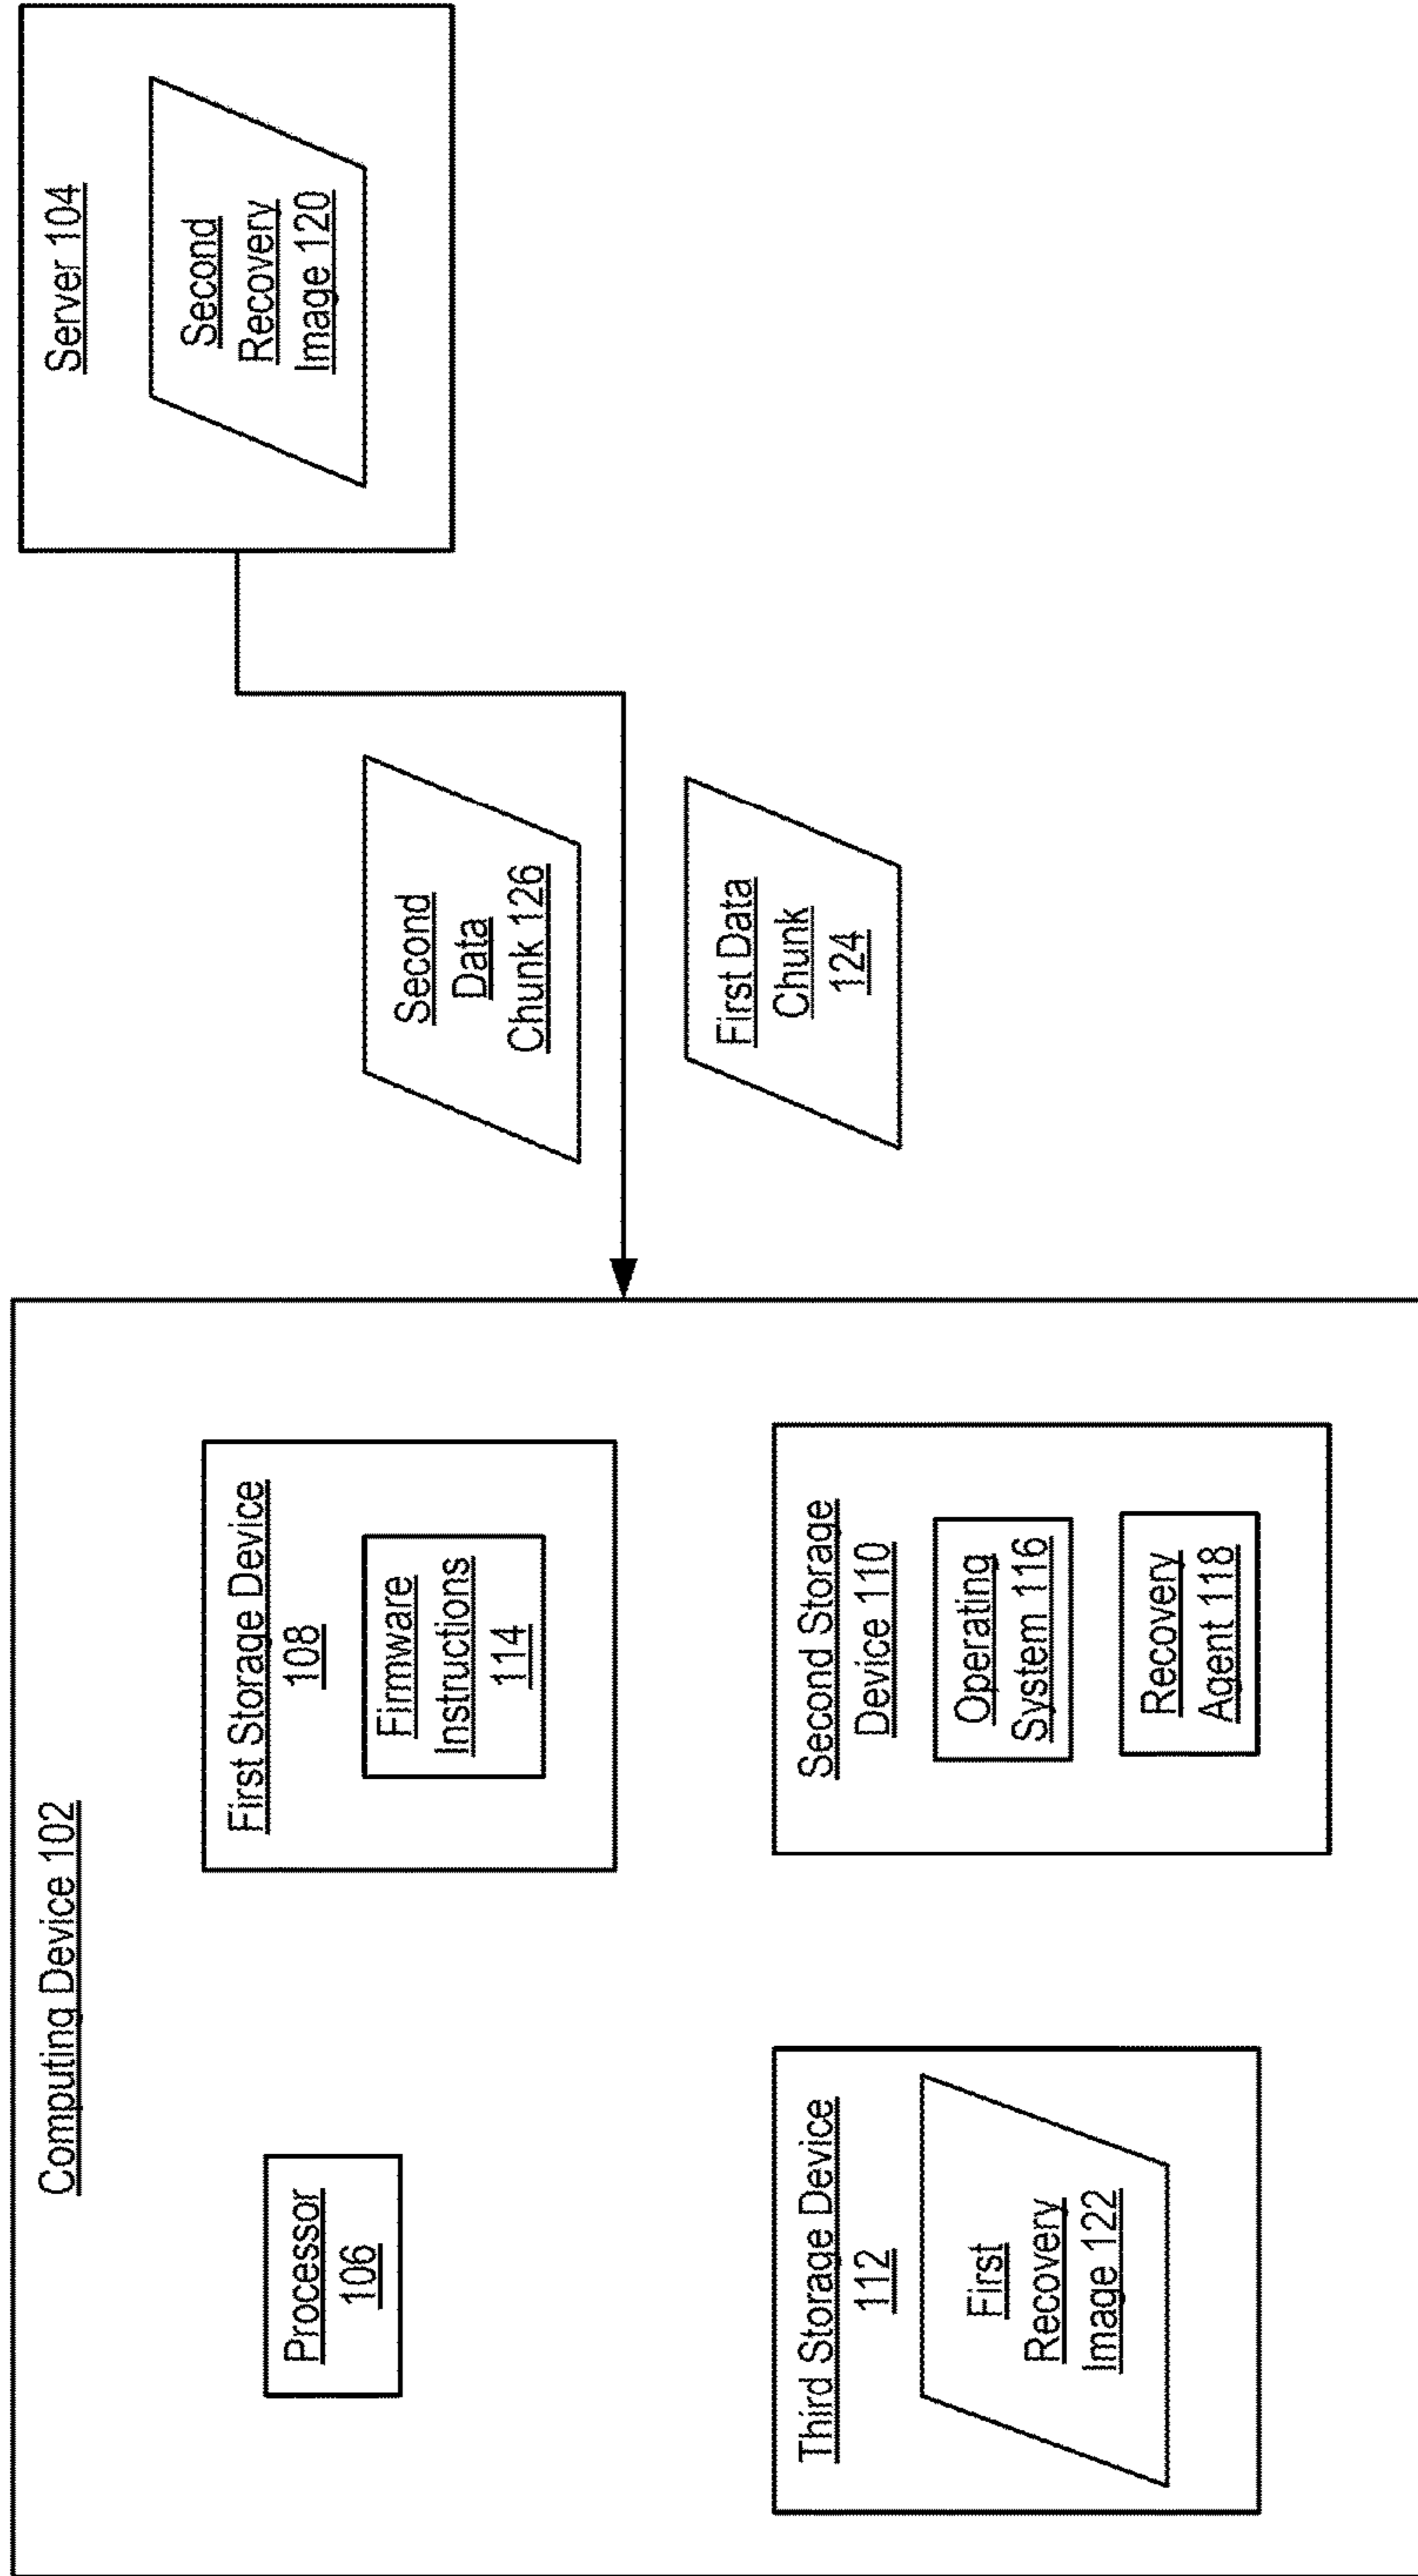 Computing Device 102
Processor
106
First Storage Device
108
Firmware
Instructions
114
Third Storage Device
112
First
Recovery
Image 122
Second Storage
Device 110
Operating
System 116
Recovery
Agent 118
Second
Data
Chunk 126
First Data
Chunk
124
Server 104
Second
Recovery
Image 120